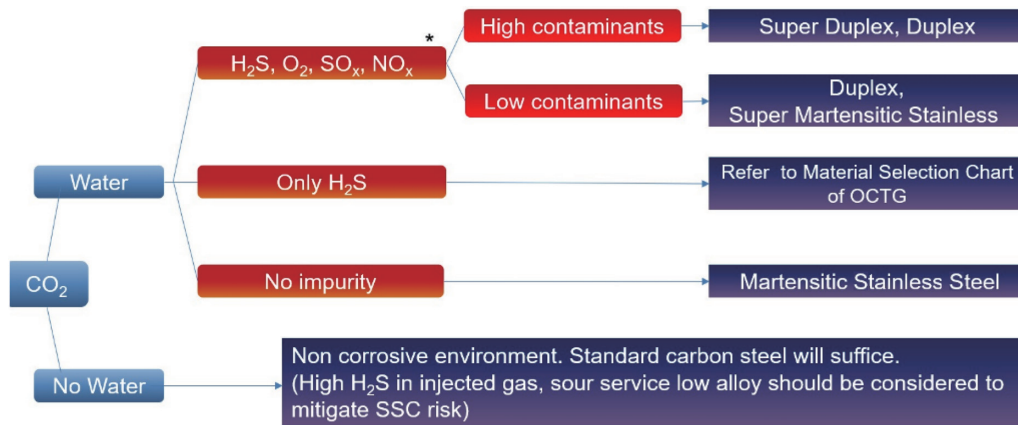 *
High contaminants
Super Duplex, Duplex
H₂S, O₂, SOₓ, NOₓ
Low contaminants
Duplex,
Super Martensitic Stainless
Water
Only H₂S
Refer to Material Selection Chart
of OCTG
CO₂
No impurity
Martensitic Stainless Steel
No Water
Non corrosive environment. Standard carbon steel will suffice.
(High H₂S in injected gas, sour service low alloy should be considered to
mitigate SSC risk)